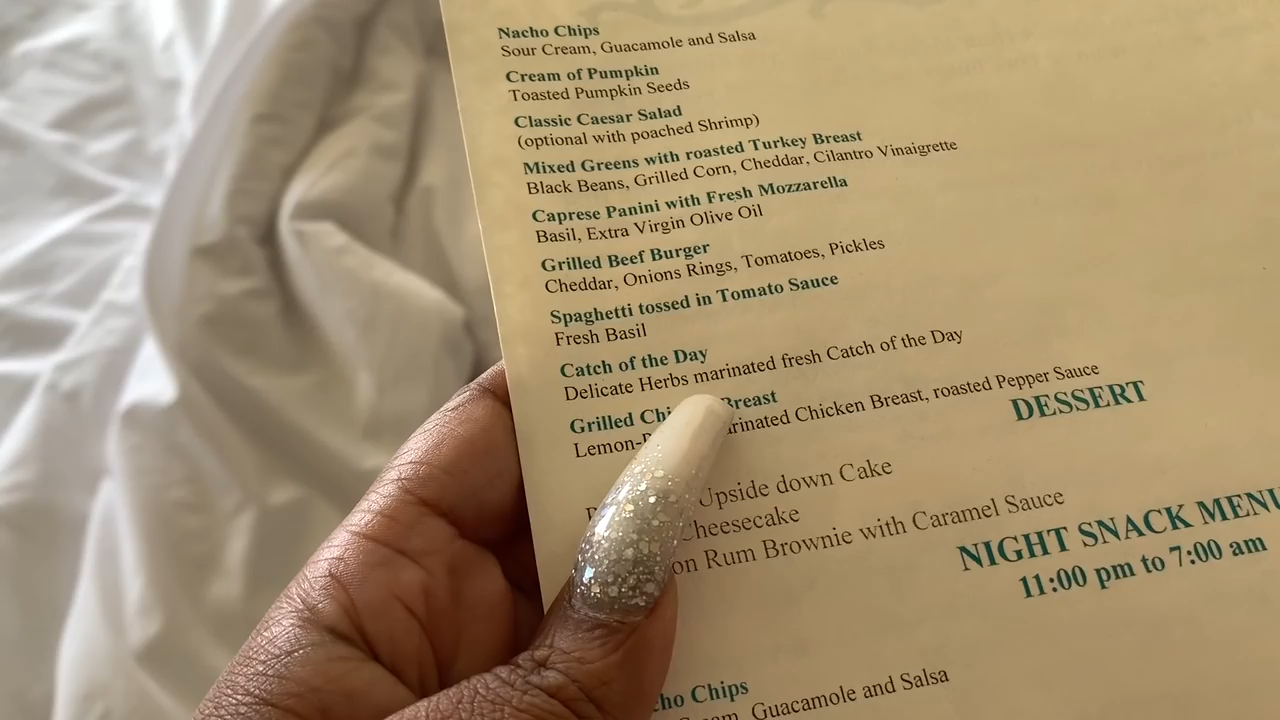 Nacho Chips
Sour Cream, Guacamole and Salsa
Cream of Pumpkin
Toasted Pumpkin Seeds
Classic Caesar Salad
(optional with poached Shrimp)
Mixed Greens with roasted Turkey Breast
Black Beans, Grilled Corn, Cheddar, Cilantro Vinaigrette
Caprese Panini with Fresh Mozzarella
Basil, Extra Virgin Olive Oil
Grilled Beef Burger
Cheddar, Onions Rings, Tomatoes, Pickles
Spaghetti tossed in Tomato Sauce
Fresh Basil
Catch of the Day
Delicate Herbs marinated fresh Catch of the Day
Grilled Breast
Lemon- Chicken Breast, roasted Pepper Sauce
DESSERT
Upside down Cake
Cheesecake
Rum Brownie with Caramel Sauce
NIGHT SNACK MENU
11:00 pm to 7:00 am
Chips
Guacamole and Salsa